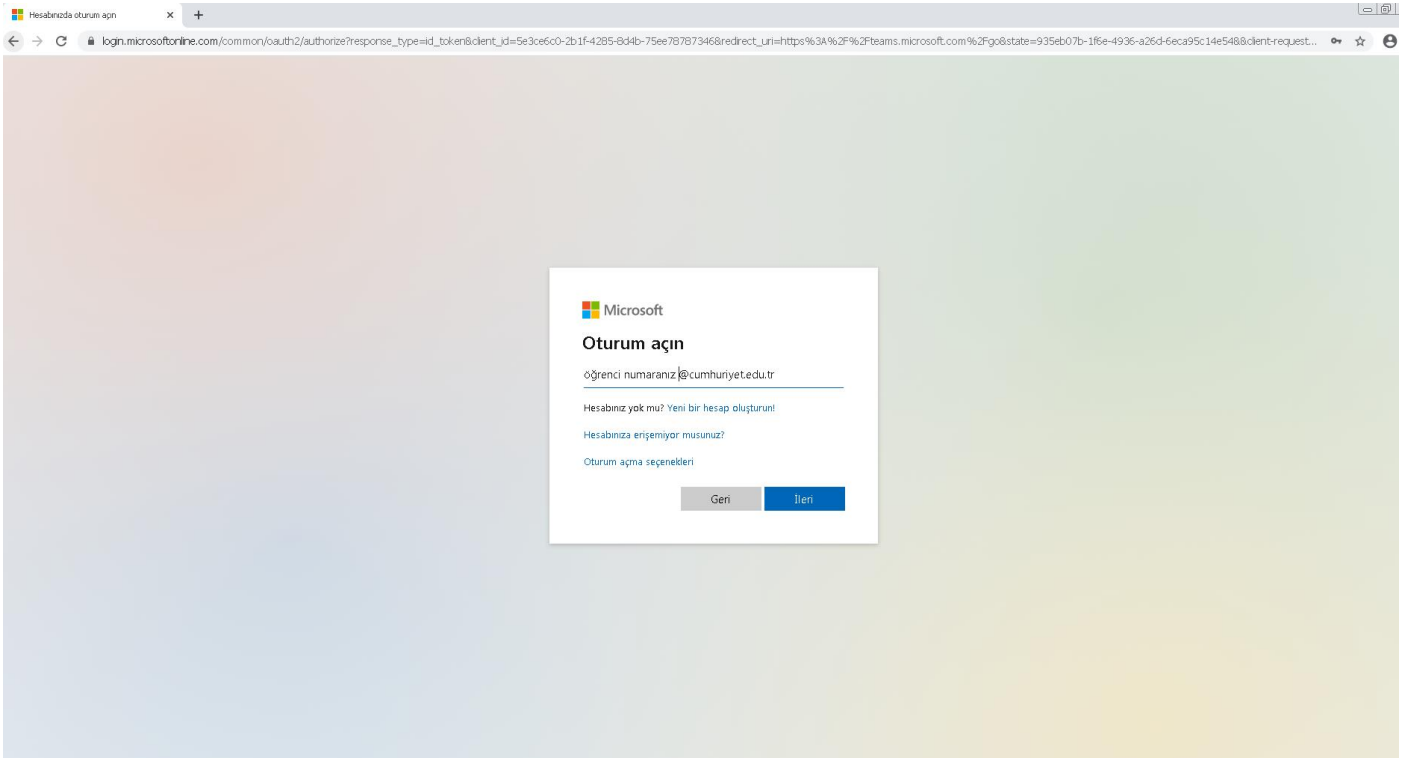 Hesabınızda oturum açın
login.microsoftonline.com/common/oauth2/authorize?response_type=id_token&client_id=5e3ce6c0-2b1f-4285-8d4b-75ee78787346&redirect_uri=https%3A%2F%2Fteams.microsoft.com%2Fgo&state=935eb07b-1f6e-4936-a26d-6eca95c14e54&&client-request...
Microsoft
Oturum açın
öğrenci numaranız @cumhuriyet.edu.tr
Hesabınız yok mu? Yeni bir hesap oluşturun!
Hesabınıza erişemiyor musunuz?
Oturum açma seçenekleri
Geri İleri